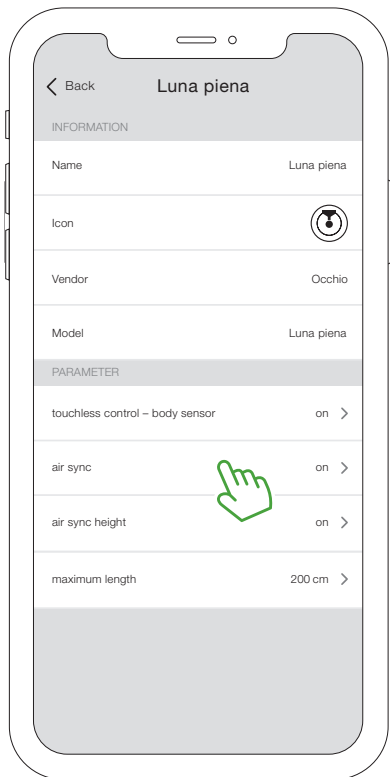 Back Luna piena
INFORMATION
Name Luna piena
Icon
Vendor Occhio
Model Luna piena
PARAMETER
touchless control – body sensor on
air sync on
air sync height on
maximum length 200 cm